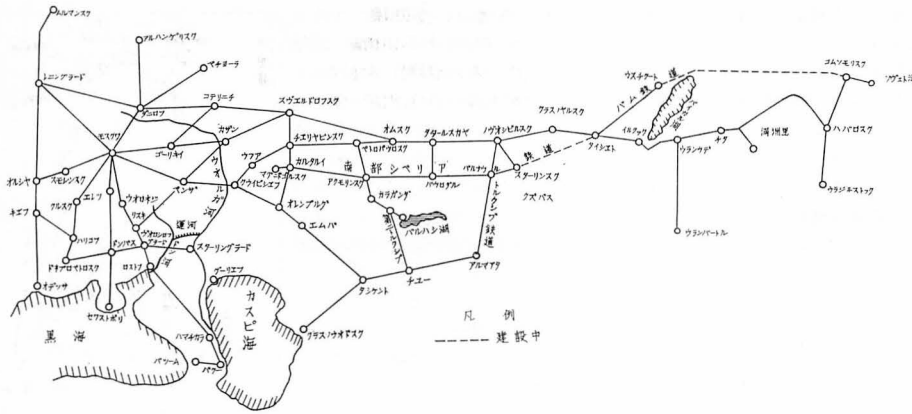 ムルマンスク
アルハンゲリスク
ペチョーラ
レニングラード
ダニロフ
コテリニチ
スヴエルドロフスク
モスクワ
ゴーリキイ
カザン
チエリヤビンスク
オムスク
タタールスカヤ
ノヴオシビルスク
クラスノヤルスク
タイシエト
ウスチクート
バム鉄道
コムソモリスク
ソヴエト
イルクック
ウランウデ
チタ
満洲里
ハバロスク
ウラジオストック
ウランバートル
オルシヤ
スモレンスク
エレツ
ペンザ
ウフア
クウイビシエフ
マグニトゴルスク
カルタルイ
ペトロパウロスク
アクモリンスク
南部シベリア
パウロダル
バルナウル
スターリンスク
鉄道
クズバス
キエフ
クルスク
ハリコフ
ウオロネジ
リスキ
ウオルガ河
オレンブルグ
エムバ
カラガンダ
バルハシ湖
トルクシブ鉄道
運河
ドン河
ドンバス
スターリングラード
ロストフ
オデッサ
セワストポリ
黒海
グーリエフ
カスピ海
ハマチカラ
バツーム
バクー
クラスノウオドスク
タシケント
チユー
アルマアタ
凡例
建設中